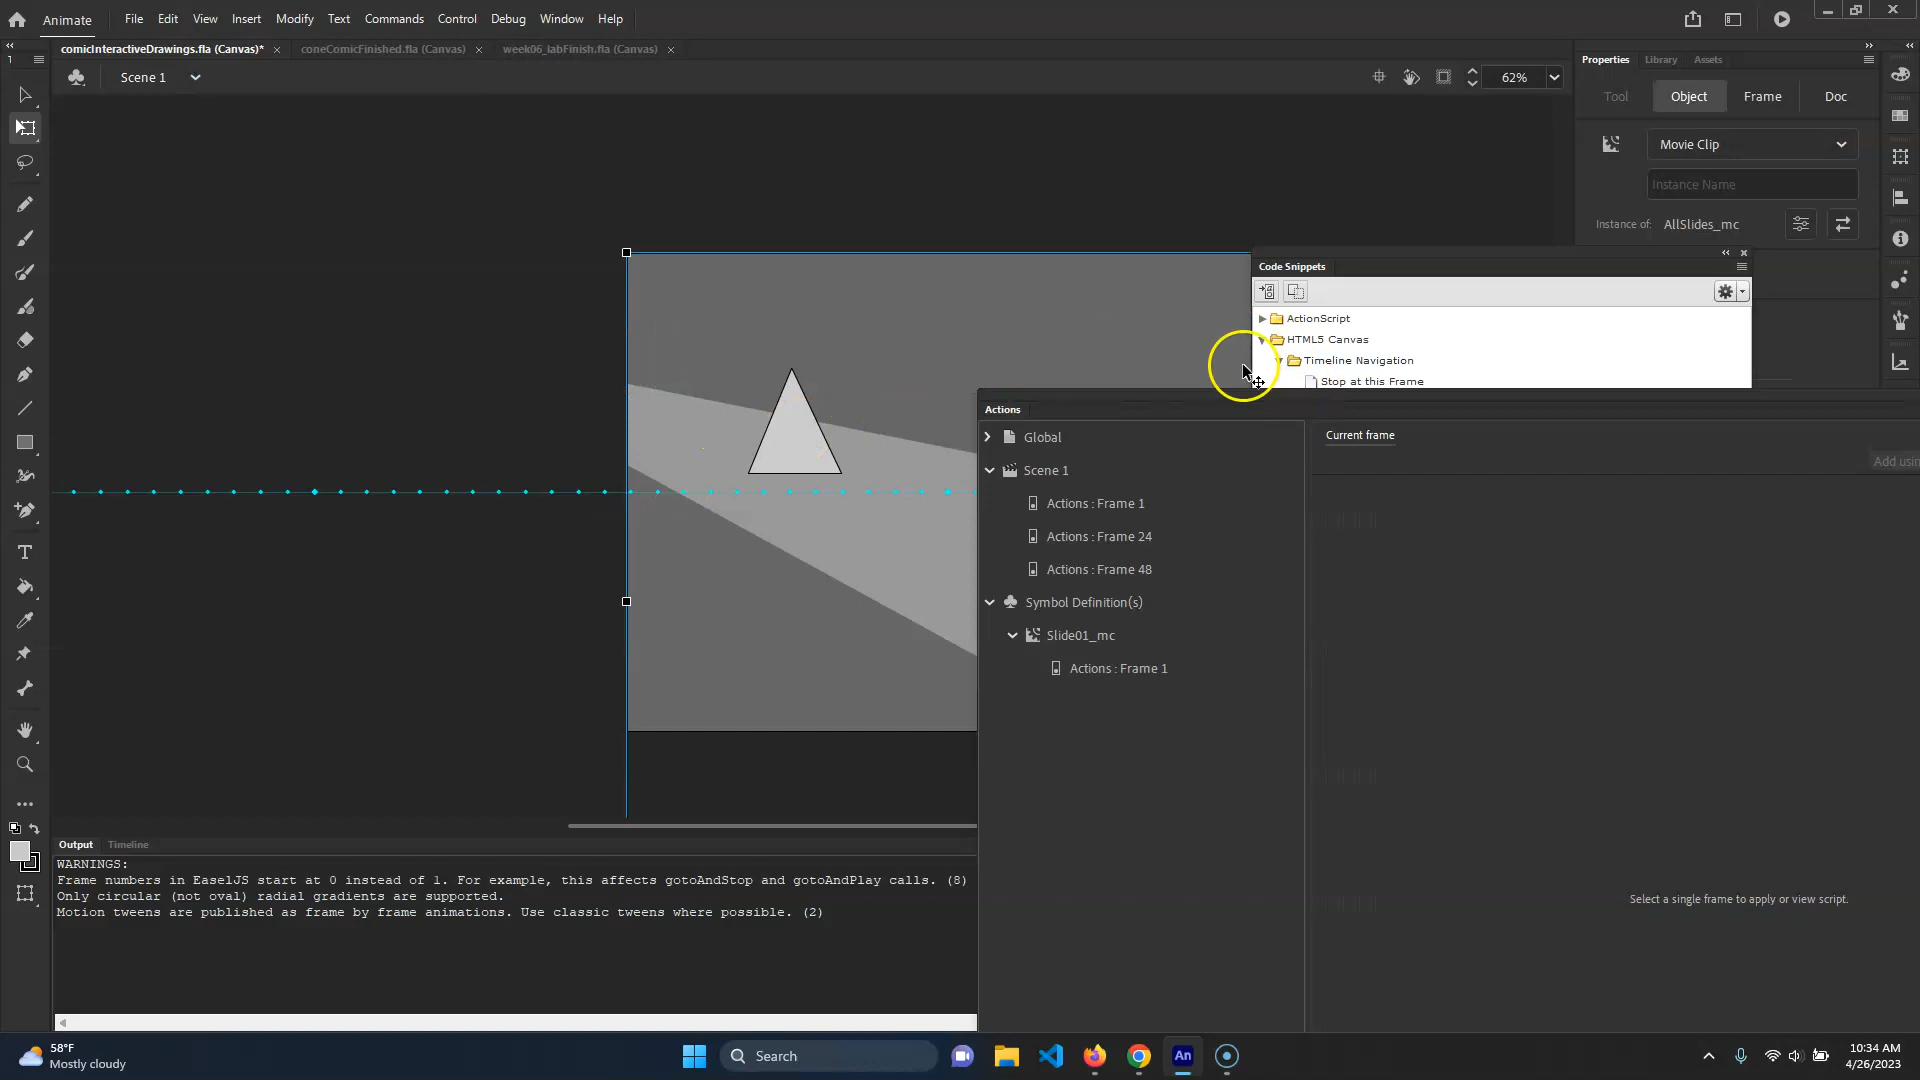 Animate
File Edit View Insert Modify Text Commands Control Debug Window Help
comicInteractiveDrawings.fla (Canvas)* coneComicFinished.fla (Canvas) week06_labFinish.fla (Canvas)
Scene 1
62%
1
Properties Library Assets
Tool Object Frame Doc
Movie Clip
Instance Name
Instance of: AllSlides_mc
Code Snippets
ActionScript
HTML5 Canvas
Timeline Navigation
Stop at this Frame
Actions
Global
Scene 1
Actions : Frame 1
Actions : Frame 24
Actions : Frame 48
Symbol Definition(s)
Slide01_mc
Actions : Frame 1
Current frame
Add usin
Select a single frame to apply or view script.
Output Timeline
WARNINGS:
Frame numbers in EaselJS start at 0 instead of 1. For example, this affects gotoAndStop and gotoAndPlay calls. (8)
Only circular (not oval) radial gradients are supported.
Motion tweens are published as frame by frame animations. Use classic tweens where possible. (2)
58°F
Mostly cloudy
Search
An
10:34 AM
4/26/2023